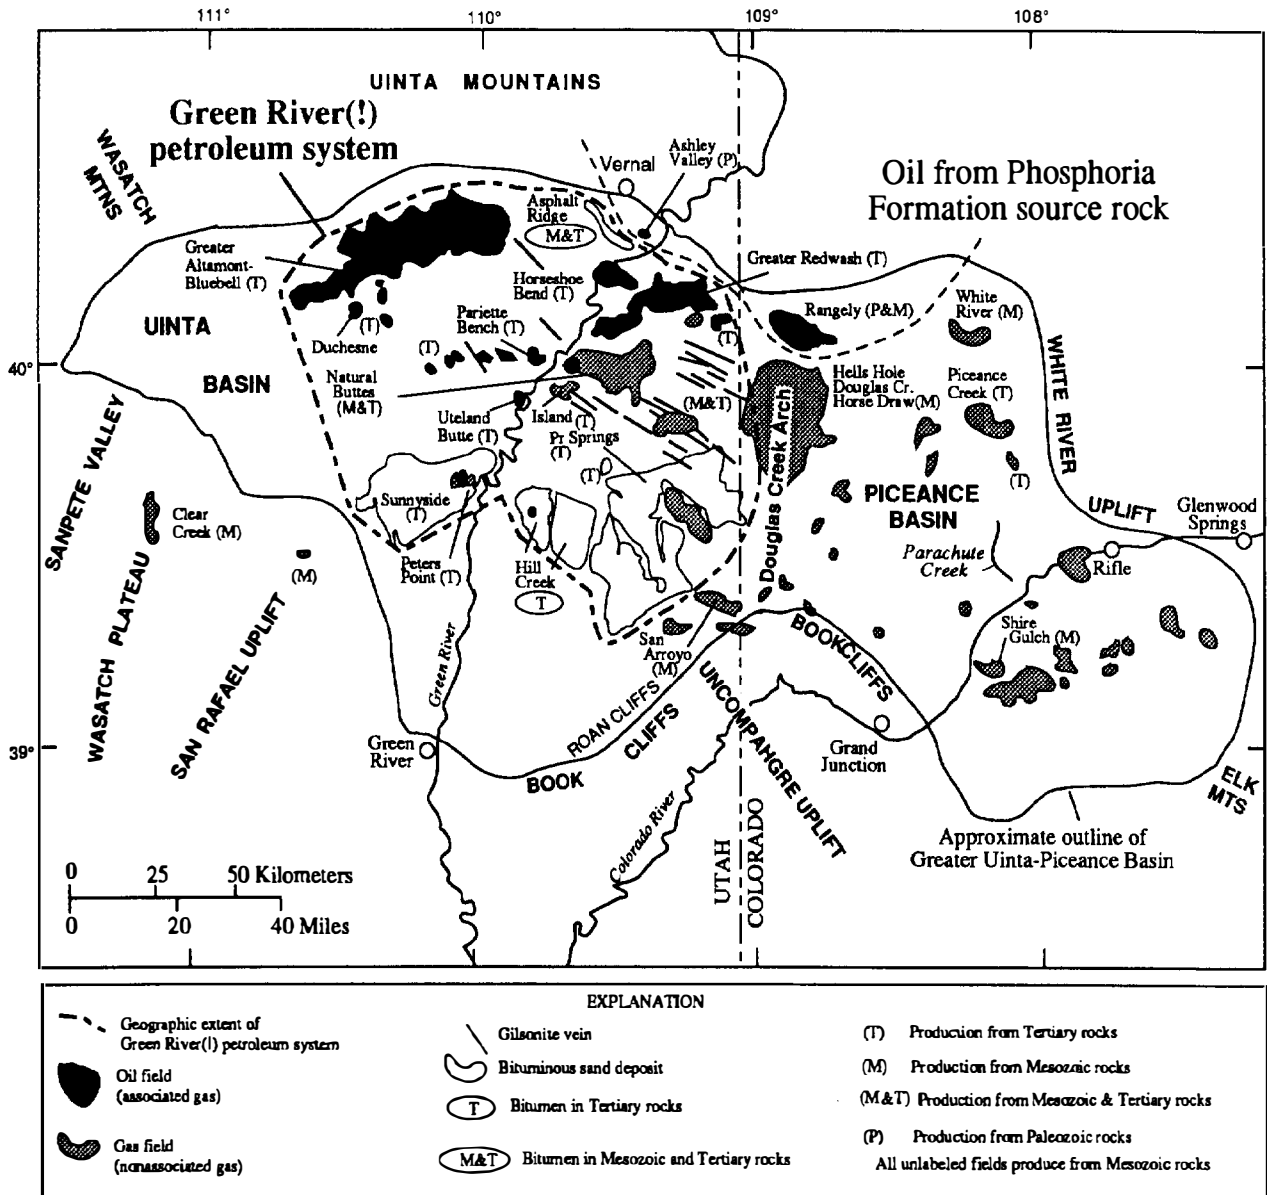 111°
110°
109°
108°
UINTA MOUNTAINS
Green River(!)
petroleum system
WASATCH
MTNS
Ashley
Valley (P)
Vernal
Oil from Phosphoria
Formation source rock
Asphalt
Ridge
M&T
Greater
Altamont-
Bluebell (T)
Greater Redwash (T)
Horseshoe
Bend (T)
White
River (M)
Rangely (P&M)
Pariette
Bench (T)
UINTA
BASIN
(T)
Duchesne
(T)
(T)
40°
Natural
Buttes
(M&T)
Hells Hole
Douglas Cr.
Horse Draw(M)
Piceance
Creek (T)
WHITE RIVER
UPLIFT
(M&T)
Uteland
Butte (T)
Island (T)
Pr Springs
(T)
(T)
Douglas Creek Arch
(T)
PICEANCE
BASIN
SANPETE VALLEY
Sunnyside
(T)
Clear
Creek (M)
Glenwood
Springs
Parachute
Creek
Rifle
(M)
Peters
Point (T)
Hill
Creek
T
WASATCH PLATEAU
SAN RAFAEL UPLIFT
Green River
San
Arroyo
(M)
Shire
Gulch (M)
BOOKCLIFFS
ROAN CLIFFS
BOOK
CLIFFS
UNCOMPAHGRE UPLIFT
39°
Green
River
Grand
Junction
ELK
MTS
Colorado River
UTAH
COLORADO
Approximate outline of
Greater Uinta-Piceance Basin
0 25 50 Kilometers
0 20 40 Miles
EXPLANATION
Geographic extent of
Green River(!) petroleum system
Oil field
(associated gas)
Gas field
(nonassociated gas)
Gilsonite vein
Bituminous sand deposit
T Bitumen in Tertiary rocks
M&T Bitumen in Mesozoic and Tertiary rocks
(T) Production from Tertiary rocks
(M) Production from Mesozoic rocks
(M&T) Production from Mesozoic & Tertiary rocks
(P) Production from Paleozoic rocks
All unlabeled fields produce from Mesozoic rocks